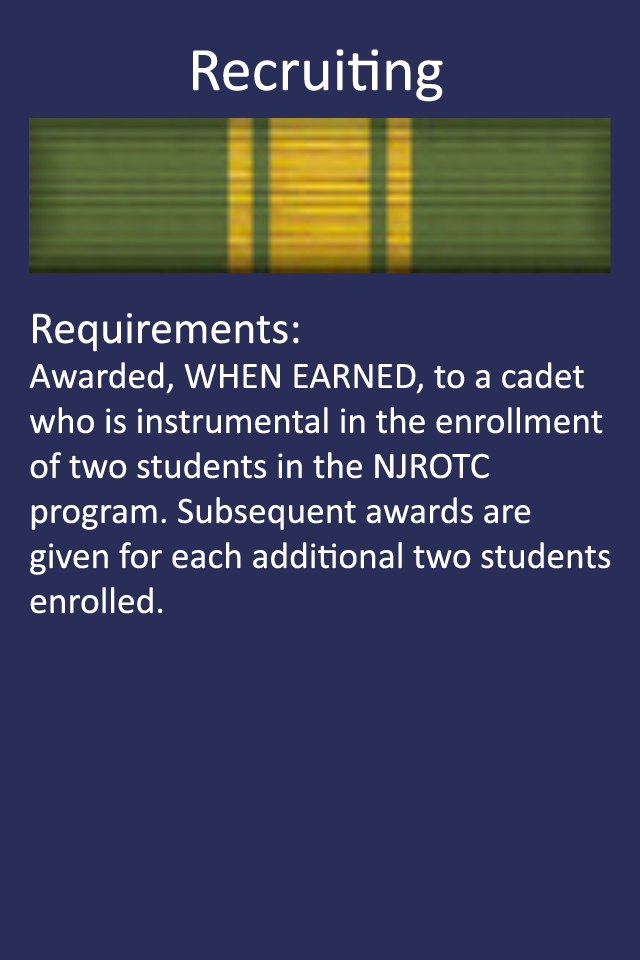 Recruiting
Requirements:
Awarded, WHEN EARNED, to a cadet
who is instrumental in the enrollment
of two students in the NJROTC
program. Subsequent awards are
given for each additional two students
enrolled.